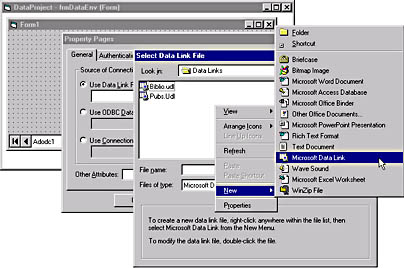 DataProject - frmDataEnv (Form)
Form1
Adodc1
Property Pages
General
Authenticat
Source of Connection
Use Data Link F
Use ODBC Data
Use Connection
Other Attributes:
Select Data Link File
Look in:
Data Links
Biblio.udl
Pubs.Udl
File name:
Files of type:
Microsoft D
To create a new data link file, right-click anywhere within the file list, then
select Microsoft Data Link from the New Menu.
To modify the data link file, double-click the file.
View
Arrange Icons
Line Up Icons
Refresh
Paste
Paste Shortcut
New
Properties
Folder
Shortcut
Briefcase
Bitmap Image
Microsoft Word Document
Microsoft Access Database
Microsoft Office Binder
Other Office Documents...
Microsoft PowerPoint Presentation
Rich Text Format
Text Document
Microsoft Data Link
Wave Sound
Microsoft Excel Worksheet
WinZip File